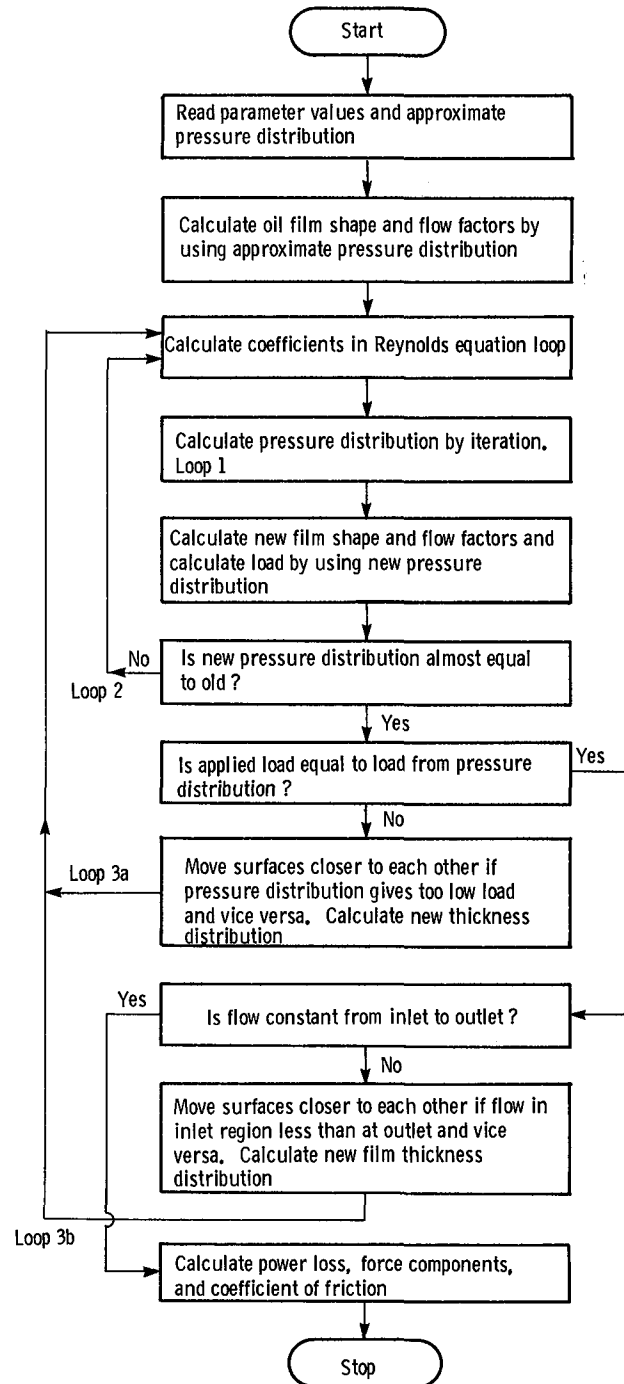 Start
Read parameter values and approximate
pressure distribution
Calculate oil film shape and flow factors by
using approximate pressure distribution
Calculate coefficients in Reynolds equation loop
Calculate pressure distribution by iteration.
Loop 1
Calculate new film shape and flow factors and
calculate load by using new pressure
distribution
No
Is new pressure distribution almost equal
to old ?
Loop 2
Yes
Is applied load equal to load from pressure
distribution ?
Yes
No
Loop 3a
Move surfaces closer to each other if
pressure distribution gives too low load
and vice versa. Calculate new thickness
distribution
Yes
Is flow constant from inlet to outlet ?
No
Move surfaces closer to each other if flow in
inlet region less than at outlet and vice
versa. Calculate new film thickness
distribution
Loop 3b
Calculate power loss, force components,
and coefficient of friction
Stop